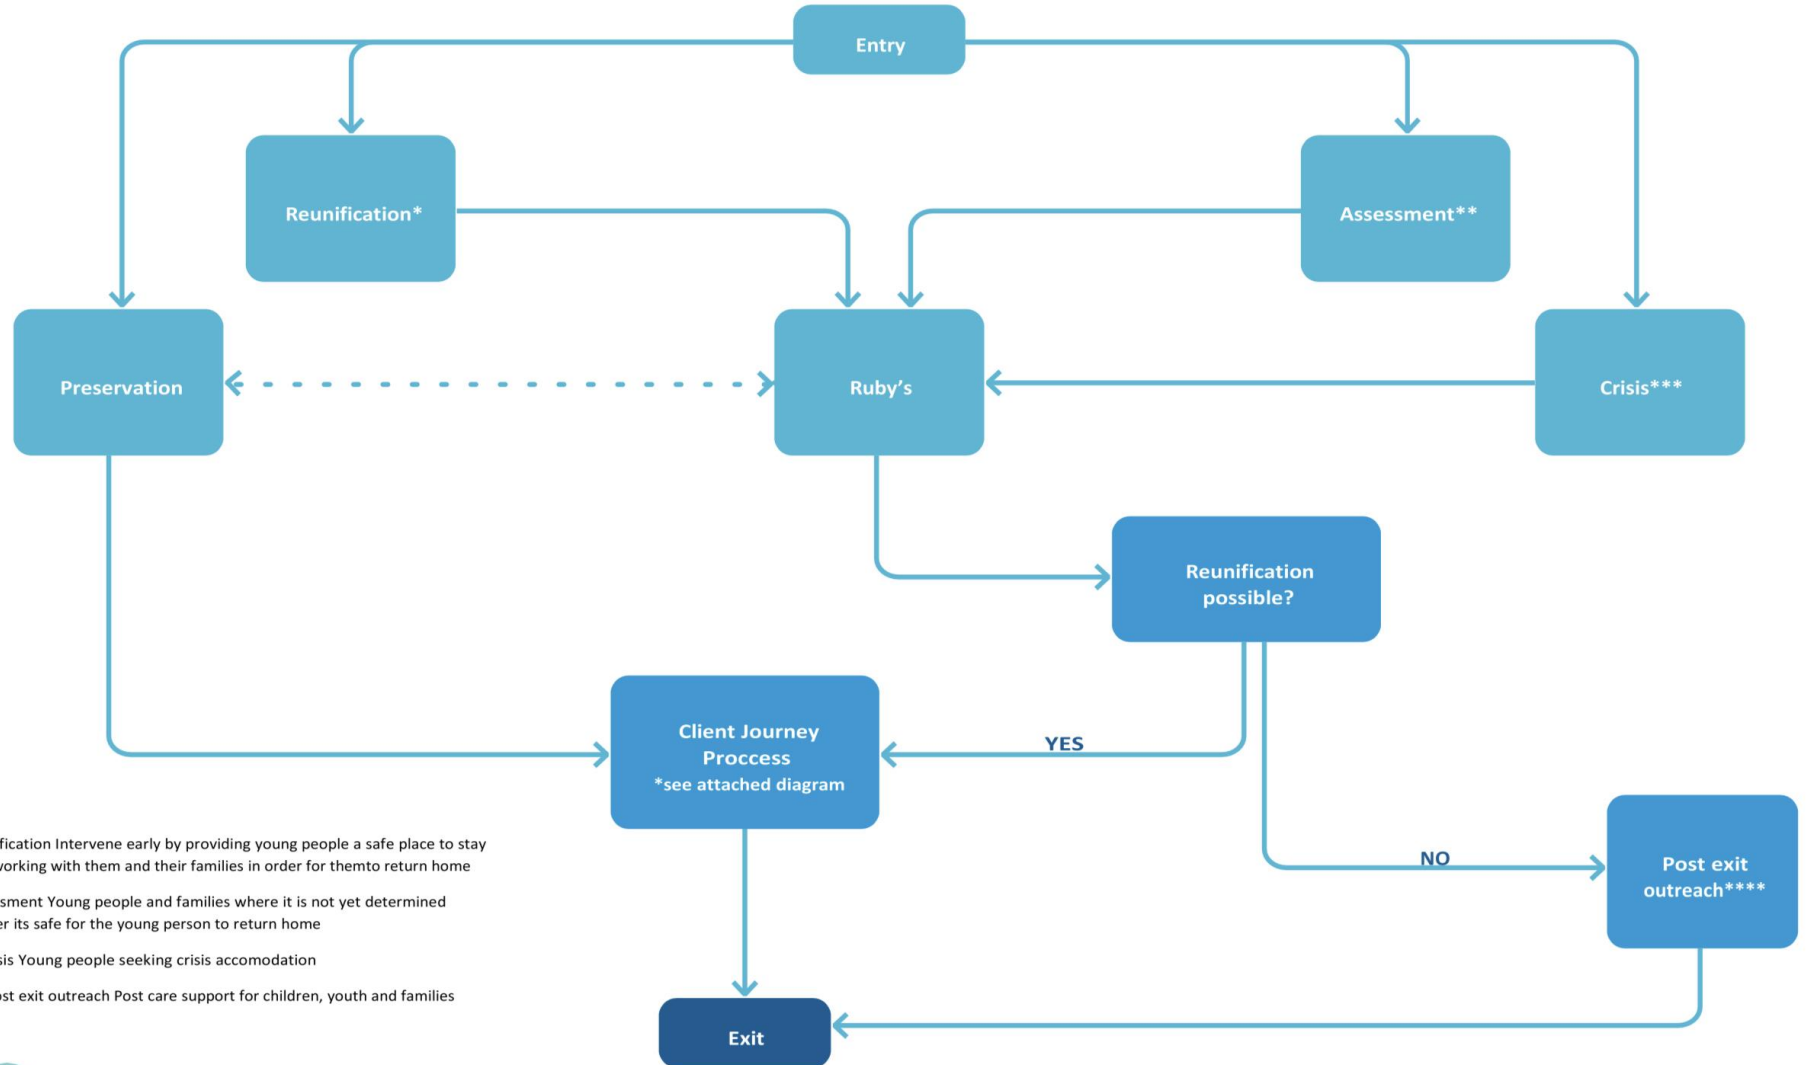 Entry
Reunification*
Assessment**
Preservation
Ruby’s
Crisis***
Reunification
possible?
Client Journey
Proccess
*see attached diagram
YES
NO
Post exit
outreach****
Exit
fication Intervene early by providing young people a safe place to stay
working with them and their families in order for themto return home
sment Young people and families where it is not yet determined
er its safe for the young person to return home
sis Young people seeking crisis accomodation
ost exit outreach Post care support for children, youth and families